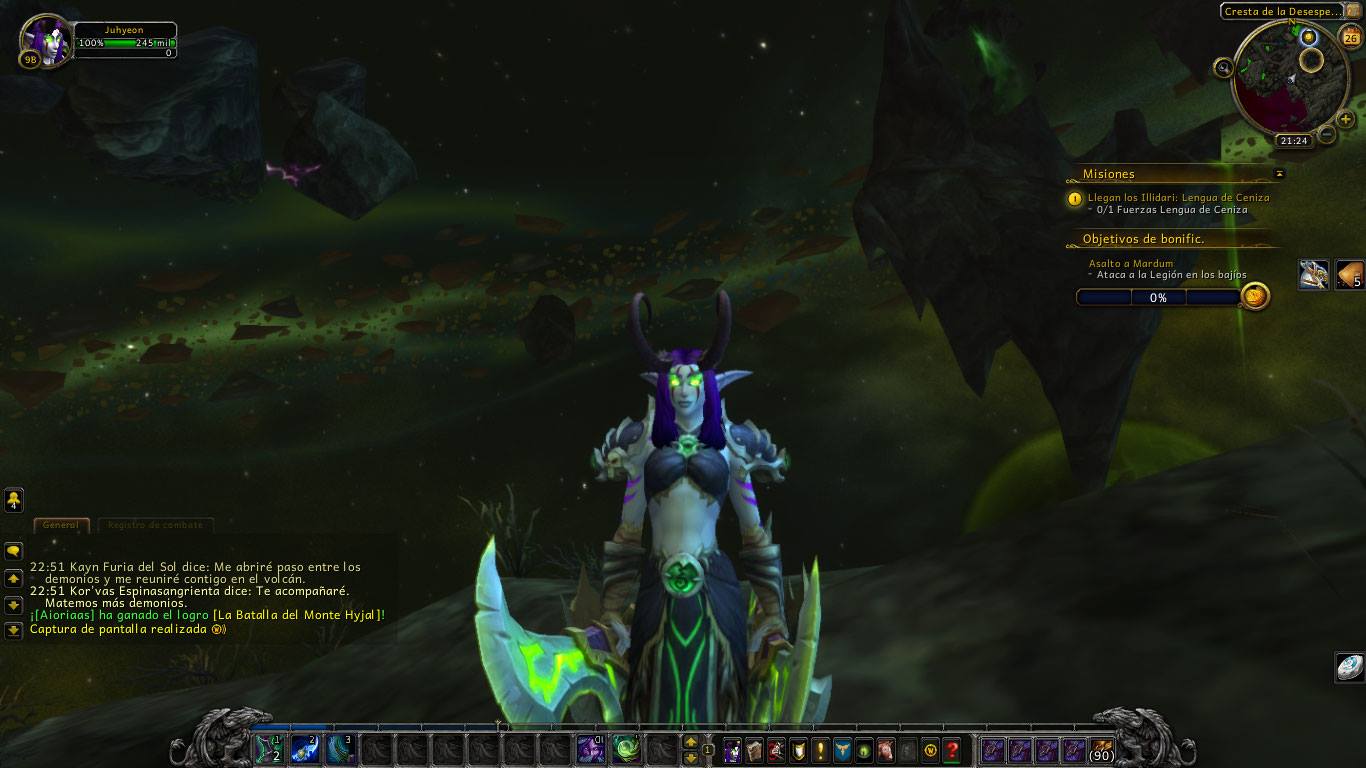 Juhyeon
100% 245 mil
0
98
Cresta de la Desespe...
N
26
21:24
Misiones
Llegan los Illidari: Lengua de Ceniza
- 0/1 Fuerzas Lengua de Ceniza
Objetivos de bonific.
Asalto a Mardum
- Ataca a la Legión en los bajíos
5
0%
4
General Registro de combate
22:51 Kayn Furia del Sol dice: Me abriré paso entre los
demonios y me reuniré contigo en el volcán.
22:51 Kor'vas Espinasangrienta dice: Te acompañaré.
Matemos más demonios.
¡[Aioriaas] ha ganado el logro [La Batalla del Monte Hyjal]!
Captura de pantalla realizada
1 2 3
2 1 (90)